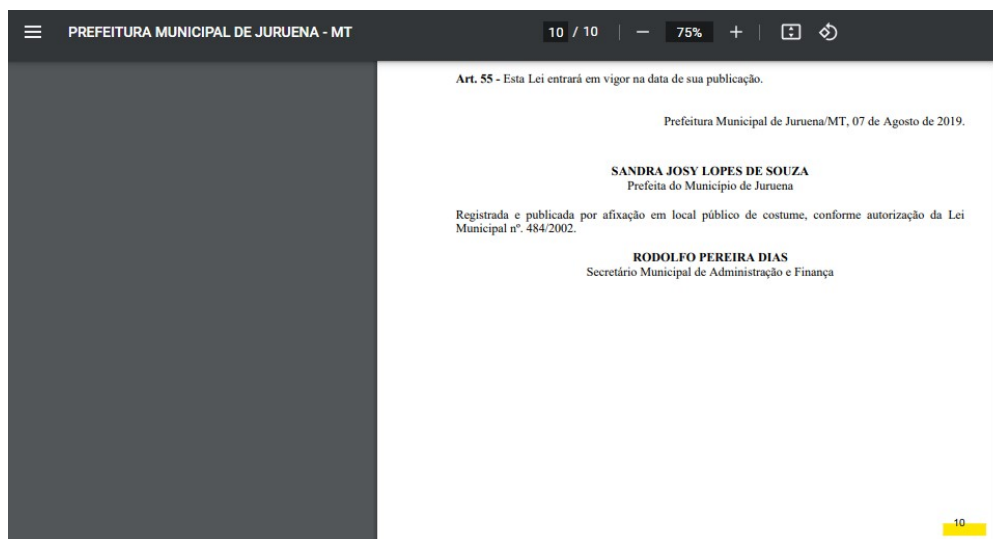 PREFEITURA MUNICIPAL DE JURUENA - MT
10 / 10
75%
Art. 55 - Esta Lei entrará em vigor na data de sua publicação.
Prefeitura Municipal de Juruena/MT, 07 de Agosto de 2019.
SANDRA JOSY LOPES DE SOUZA
Prefeita do Município de Juruena
Registrada e publicada por afixação em local público de costume, conforme autorização da Lei
Municipal nº. 484/2002.
RODOLFO PEREIRA DIAS
Secretário Municipal de Administração e Finança
10